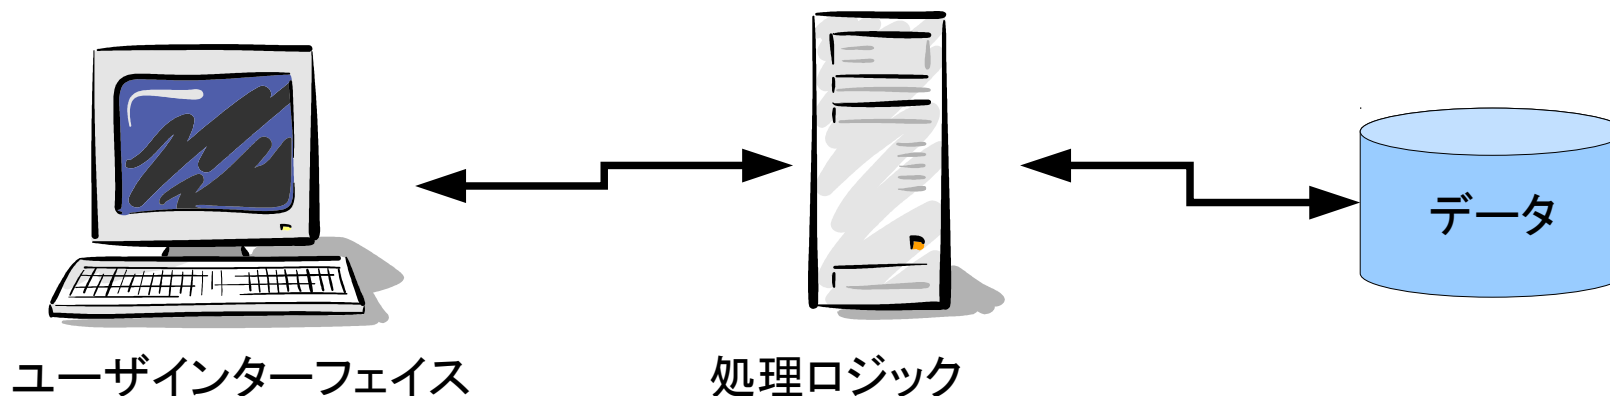 データ
ユーザインターフェイス
処理ロジック